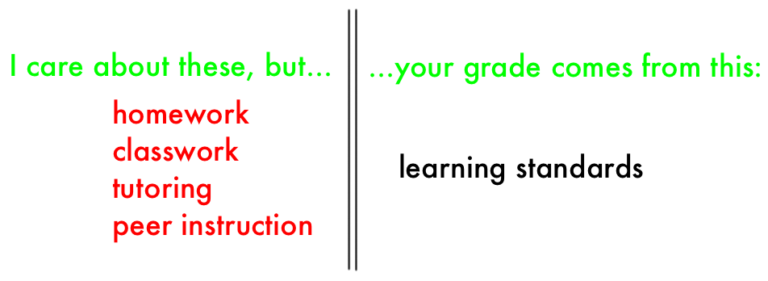 I care about these, but...
homework
classwork
tutoring
peer instruction
...your grade comes from this:
learning standards